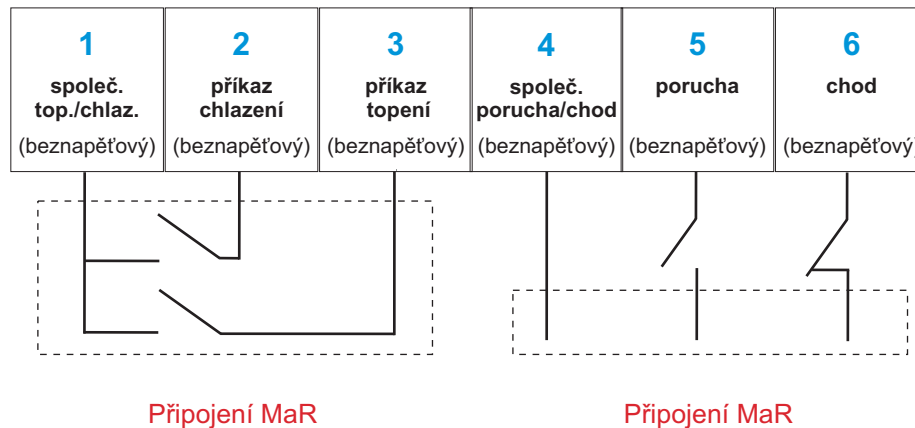 1 2 3 4 5 6
společ. top./chlaz. příkaz chlazení příkaz topení společ. porucha/chod porucha chod
(beznapěťový) (beznapěťový) (beznapěťový) (beznapěťový) (beznapěťový) (beznapěťový)
Připojení MaR Připojení MaR